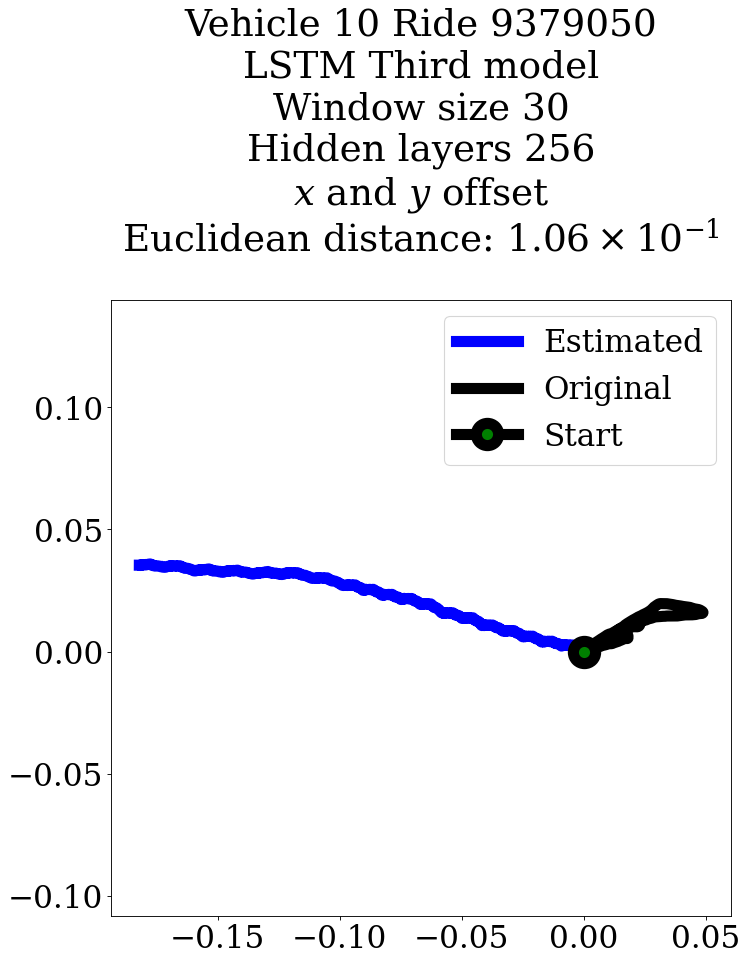 Vehicle 10 Ride 9379050
LSTM Third model
Window size 30
Hidden layers 256
x and y offset
Euclidean distance: 1.06 × 10⁻¹
Estimated
Original
Start
0.10
0.05
0.00
−0.05
−0.10
−0.15 −0.10 −0.05 0.00 0.05